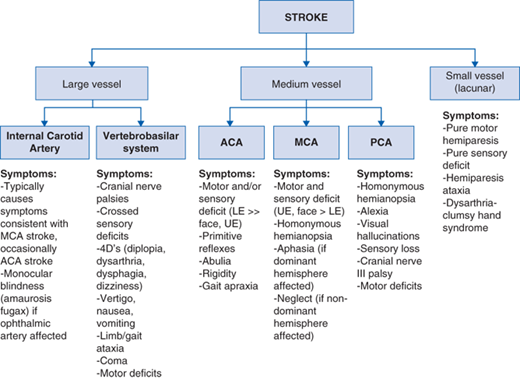 STROKE
Large vessel
Medium vessel
Small vessel
(lacunar)
Internal Carotid
Artery
Vertebrobasilar
system
ACA
MCA
PCA
Symptoms:
-Typically
causes
symptoms
consistent with
MCA stroke,
occasionally
ACA stroke
-Monocular
blindness
(amaurosis
fugax) if
ophthalmic
artery affected
Symptoms:
-Cranial nerve
palsies
-Crossed
sensory
deficits
-4D's (diplopia,
dysarthria,
dysphagia,
dizziness)
-Vertigo,
nausea,
vomiting
-Limb/gait
ataxia
-Coma
-Motor deficits
Symptoms:
-Motor and/or
sensory
deficit (LE >>
face, UE)
-Primitive
reflexes
-Abulia
-Rigidity
-Gait apraxia
Symptoms:
-Motor and
sensory deficit
(UE, face > LE)
-Homonymous
hemianopsia
-Aphasia (if
dominant
hemisphere
affected)
-Neglect (if non-
dominant
hemisphere
affected)
Symptoms:
-Homonymous
hemianopsia
-Alexia
-Visual
hallucinations
-Sensory loss
-Cranial nerve
III palsy
-Motor deficits
Symptoms:
-Pure motor
hemiparesis
-Pure sensory
deficit
-Hemiparesis
ataxia
-Dysarthria-
clumsy hand
syndrome